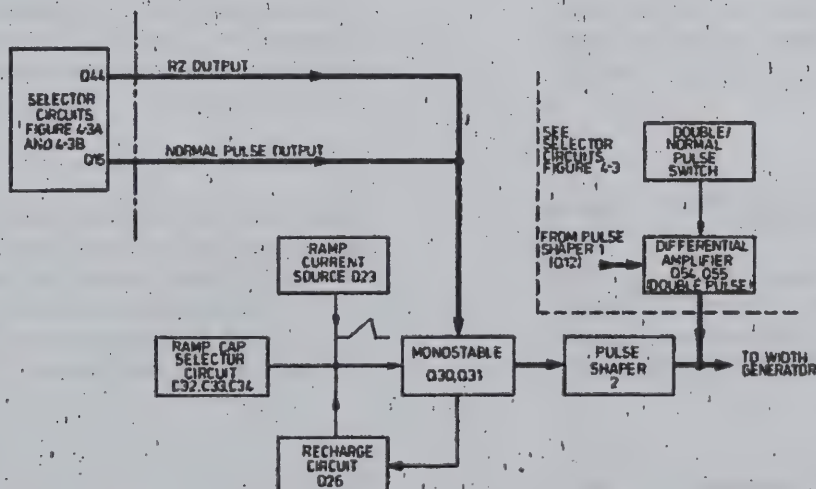 Q44
RZ OUTPUT
SELECTOR
CIRCUITS
FIGURE 4-3A
AND 4-3B
Q15
NORMAL PULSE OUTPUT
SEE
SELECTOR
CIRCUITS
FIGURE 4-3
DOUBLE/
NORMAL
PULSE
SWITCH
FROM PULSE
SHAPER 1
(Q12)
DIFFERENTIAL
AMPLIFIER
Q54, Q55
(DOUBLE PULSE)
RAMP
CURRENT
SOURCE Q23
RAMP CAP
SELECTOR
CIRCUIT
C32,C33,C34
MONOSTABLE
Q30,Q31
PULSE
SHAPER
2
TO WIDTH
GENERATOR
RECHARGE
CIRCUIT
Q26